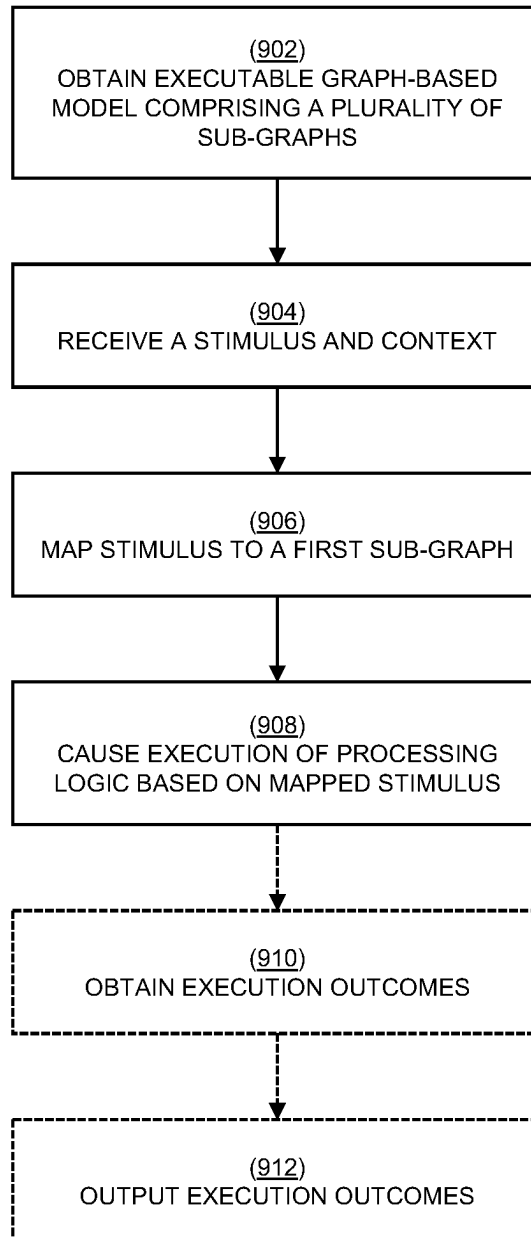 (902)
OBTAIN EXECUTABLE GRAPH-BASED
MODEL COMPRISING A PLURALITY OF
SUB-GRAPHS
(904)
RECEIVE A STIMULUS AND CONTEXT
(906)
MAP STIMULUS TO A FIRST SUB-GRAPH
(908)
CAUSE EXECUTION OF PROCESSING
LOGIC BASED ON MAPPED STIMULUS
(910)
OBTAIN EXECUTION OUTCOMES
(912)
OUTPUT EXECUTION OUTCOMES